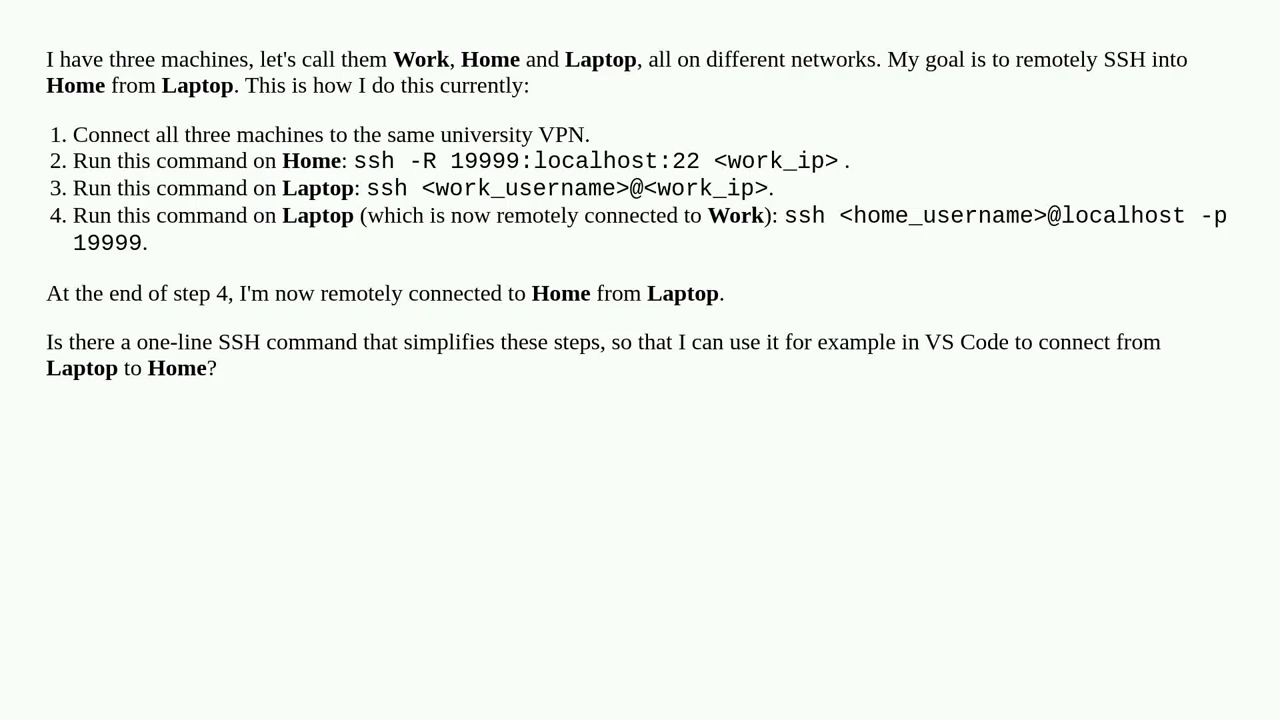 I have three machines, let's call them Work, Home and Laptop, all on different networks. My goal is to remotely SSH into
Home from Laptop. This is how I do this currently:
1. Connect all three machines to the same university VPN.
2. Run this command on Home: ssh -R 19999:localhost:22 <work_ip> .
3. Run this command on Laptop: ssh <work_username>@<work_ip>.
4. Run this command on Laptop (which is now remotely connected to Work): ssh <home_username>@localhost -p
19999.
At the end of step 4, I'm now remotely connected to Home from Laptop.
Is there a one-line SSH command that simplifies these steps, so that I can use it for example in VS Code to connect from
Laptop to Home?